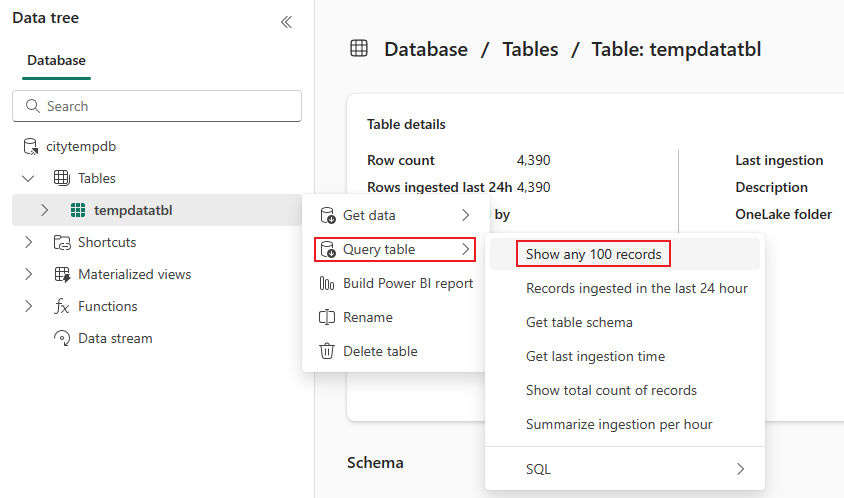 Data tree
Database
Search
citytempdb
Tables
tempdatatbl
Shortcuts
Materialized views
Functions
Data stream
Database / Tables / Table: tempdatatbl
Table details
Row count 4,390
Rows ingested last 24h 4,390
by
Last ingestion
Description
OneLake folder
Schema
Get data
Query table
Build Power BI report
Rename
Delete table
Show any 100 records
Records ingested in the last 24 hour
Get table schema
Get last ingestion time
Show total count of records
Summarize ingestion per hour
SQL